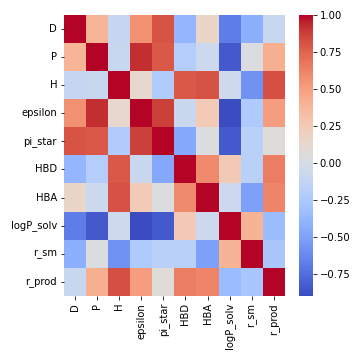 D
P
H
epsilon
pi_star
HBD
HBA
logP_solv
r_sm
r_prod
D
P
H
epsilon
pi_star
HBD
HBA
logP_solv
r_sm
r_prod
1.00
0.75
0.50
0.25
0.00
−0.25
−0.50
−0.75